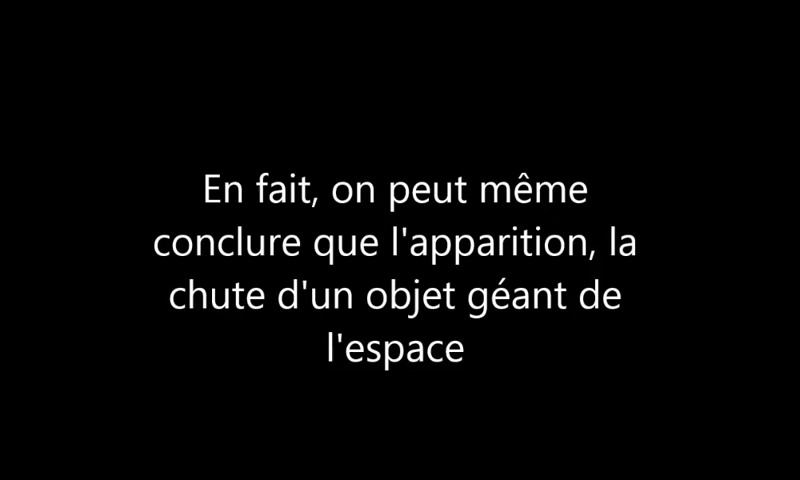 En fait, on peut même
conclure que l'apparition, la
chute d'un objet géant de
l'espace